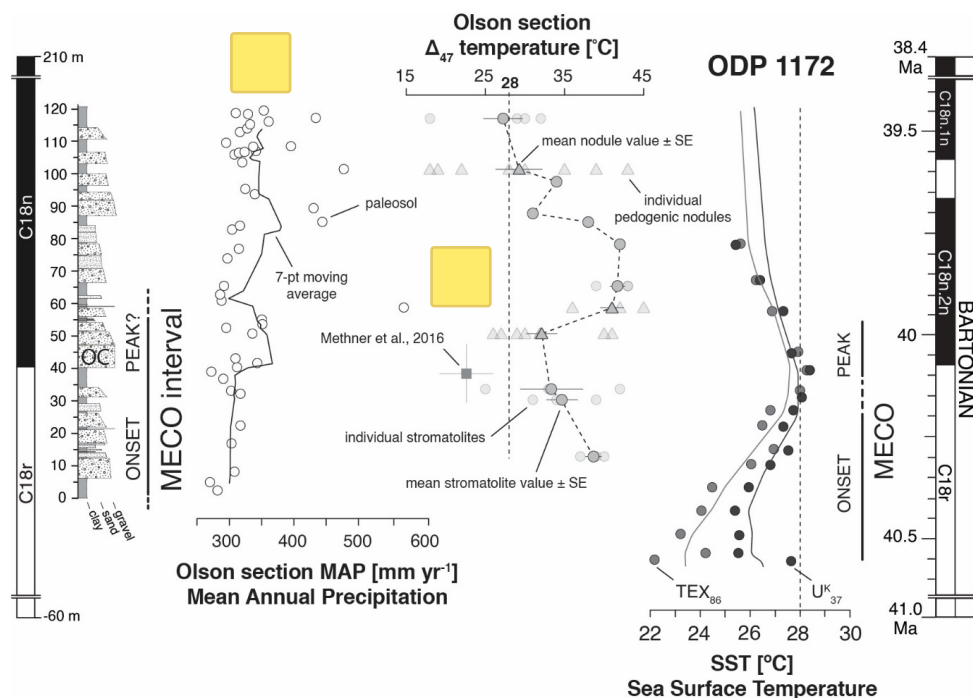 Olson section
Δ47 temperature [°C]
15 25 35 45
28
ODP 1172
210 m
38.4
Ma
120
110
100
90
80
70
60
50
40
30
20
10
0
-60 m
C18n
C18r
OC
clay
sand
gravel
ONSET
PEAK?
MECO interval
paleosol
7-pt moving
average
mean nodule value ± SE
individual
pedogenic nodules
Methner et al., 2016
individual stromatolites
mean stromatolite value ± SE
200 300 400 500 600
Olson section MAP [mm yr-1]
Mean Annual Precipitation
TEX86
UK37
22 24 26 28 30
SST [ºC]
Sea Surface Temperature
ONSET
PEAK
MECO
39.5
40
40.5
41.0
Ma
C18n.1n
C18n.2n
C18r
BARTONIAN